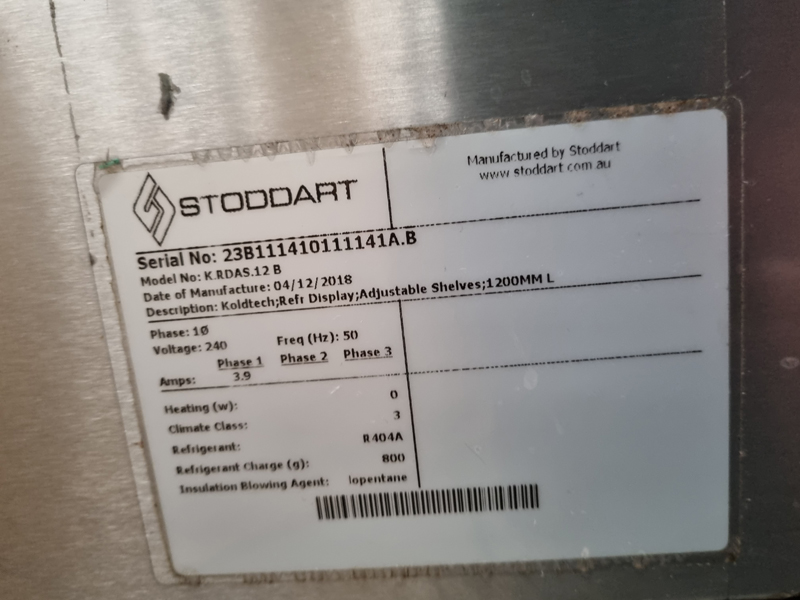 STODDART
Manufactured by Stoddart
www.stoddart.com.au
Serial No: 23B111410111141A.B
Model No: K.RDAS.12 B
Date of Manufacture: 04/12/2018
Description: Koldtech;Refr Display;Adjustable Shelves;1200MM L
Phase: 1Ø
Voltage: 240 Freq (Hz): 50
Phase 1 Phase 2 Phase 3
Amps: 3.9
Heating (w): 0
Climate Class: 3
Refrigerant: R404A
Refrigerant Charge (g): 800
Insulation Blowing Agent: Iopentane